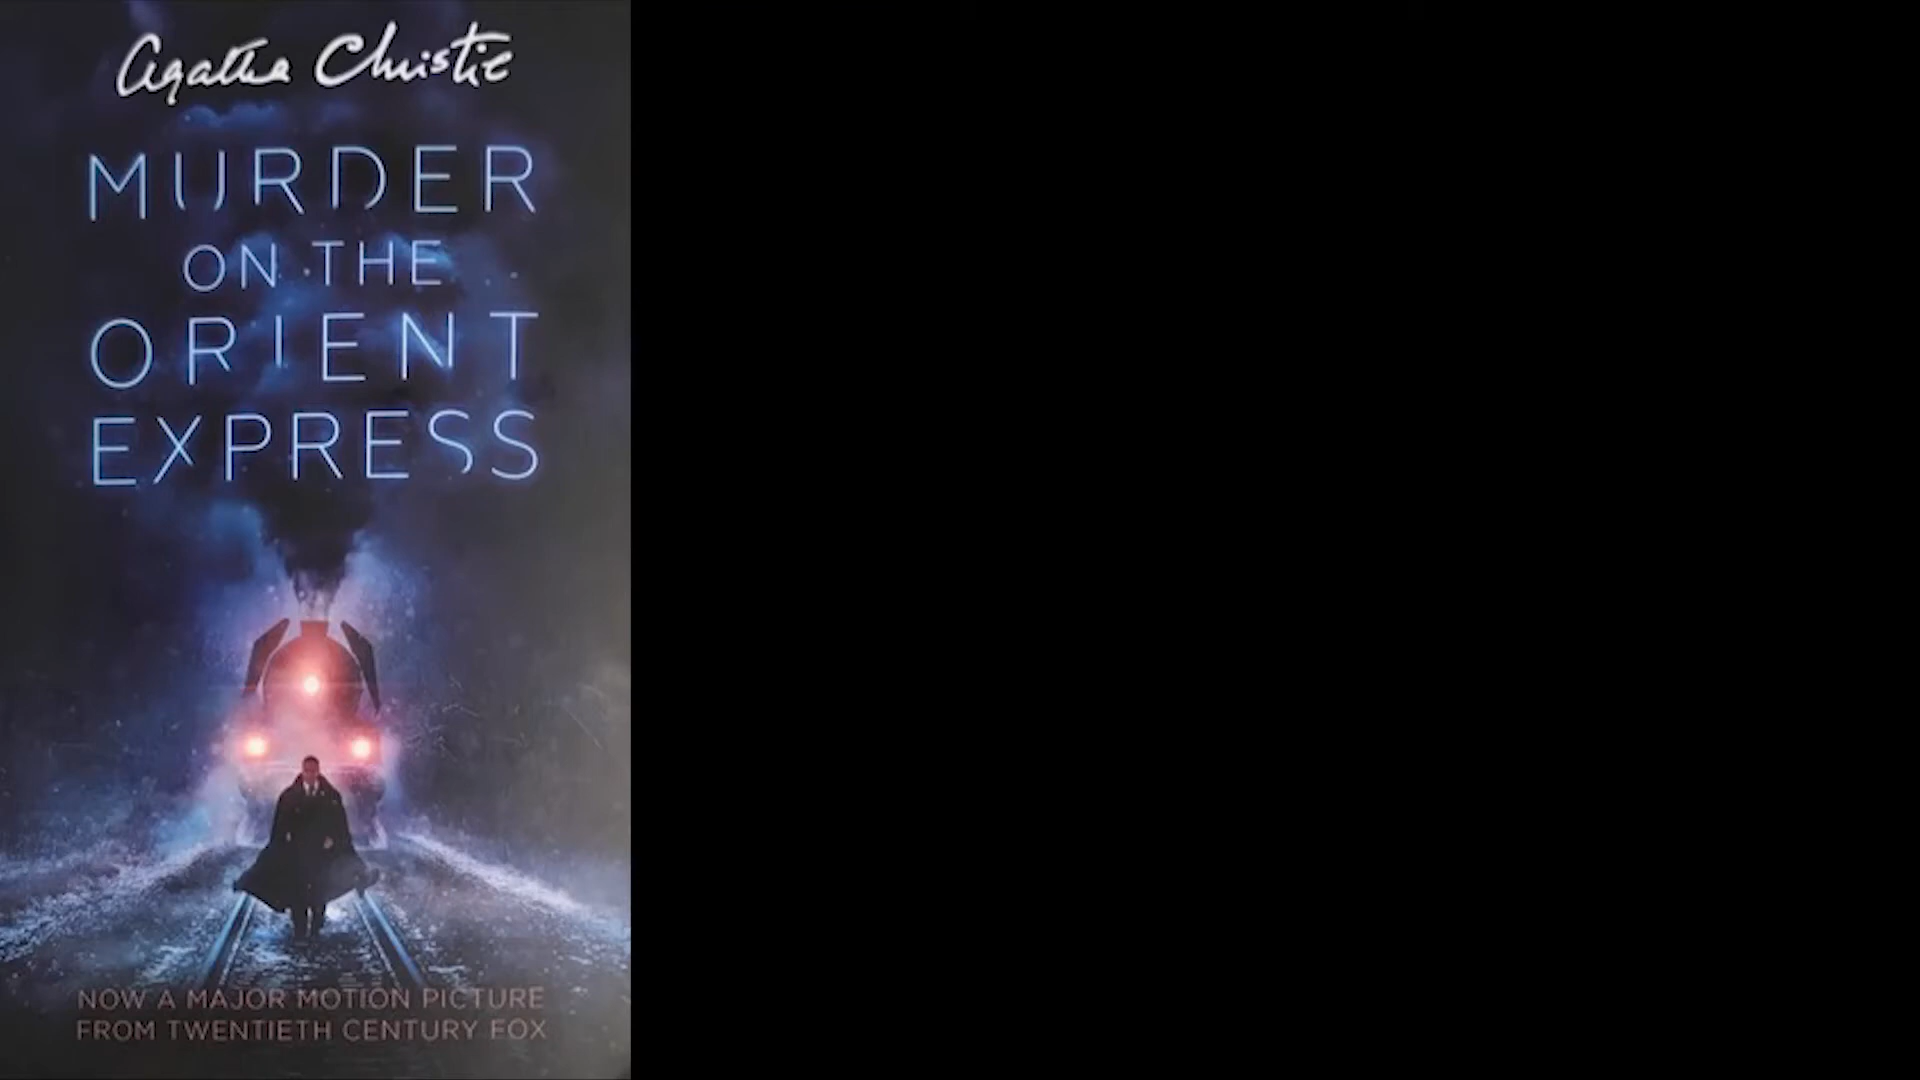 Agatha Christie
MURDER
ON THE
ORIENT
EXPRESS
NOW A MAJOR MOTION PICTURE
FROM TWENTIETH CENTURY FOX